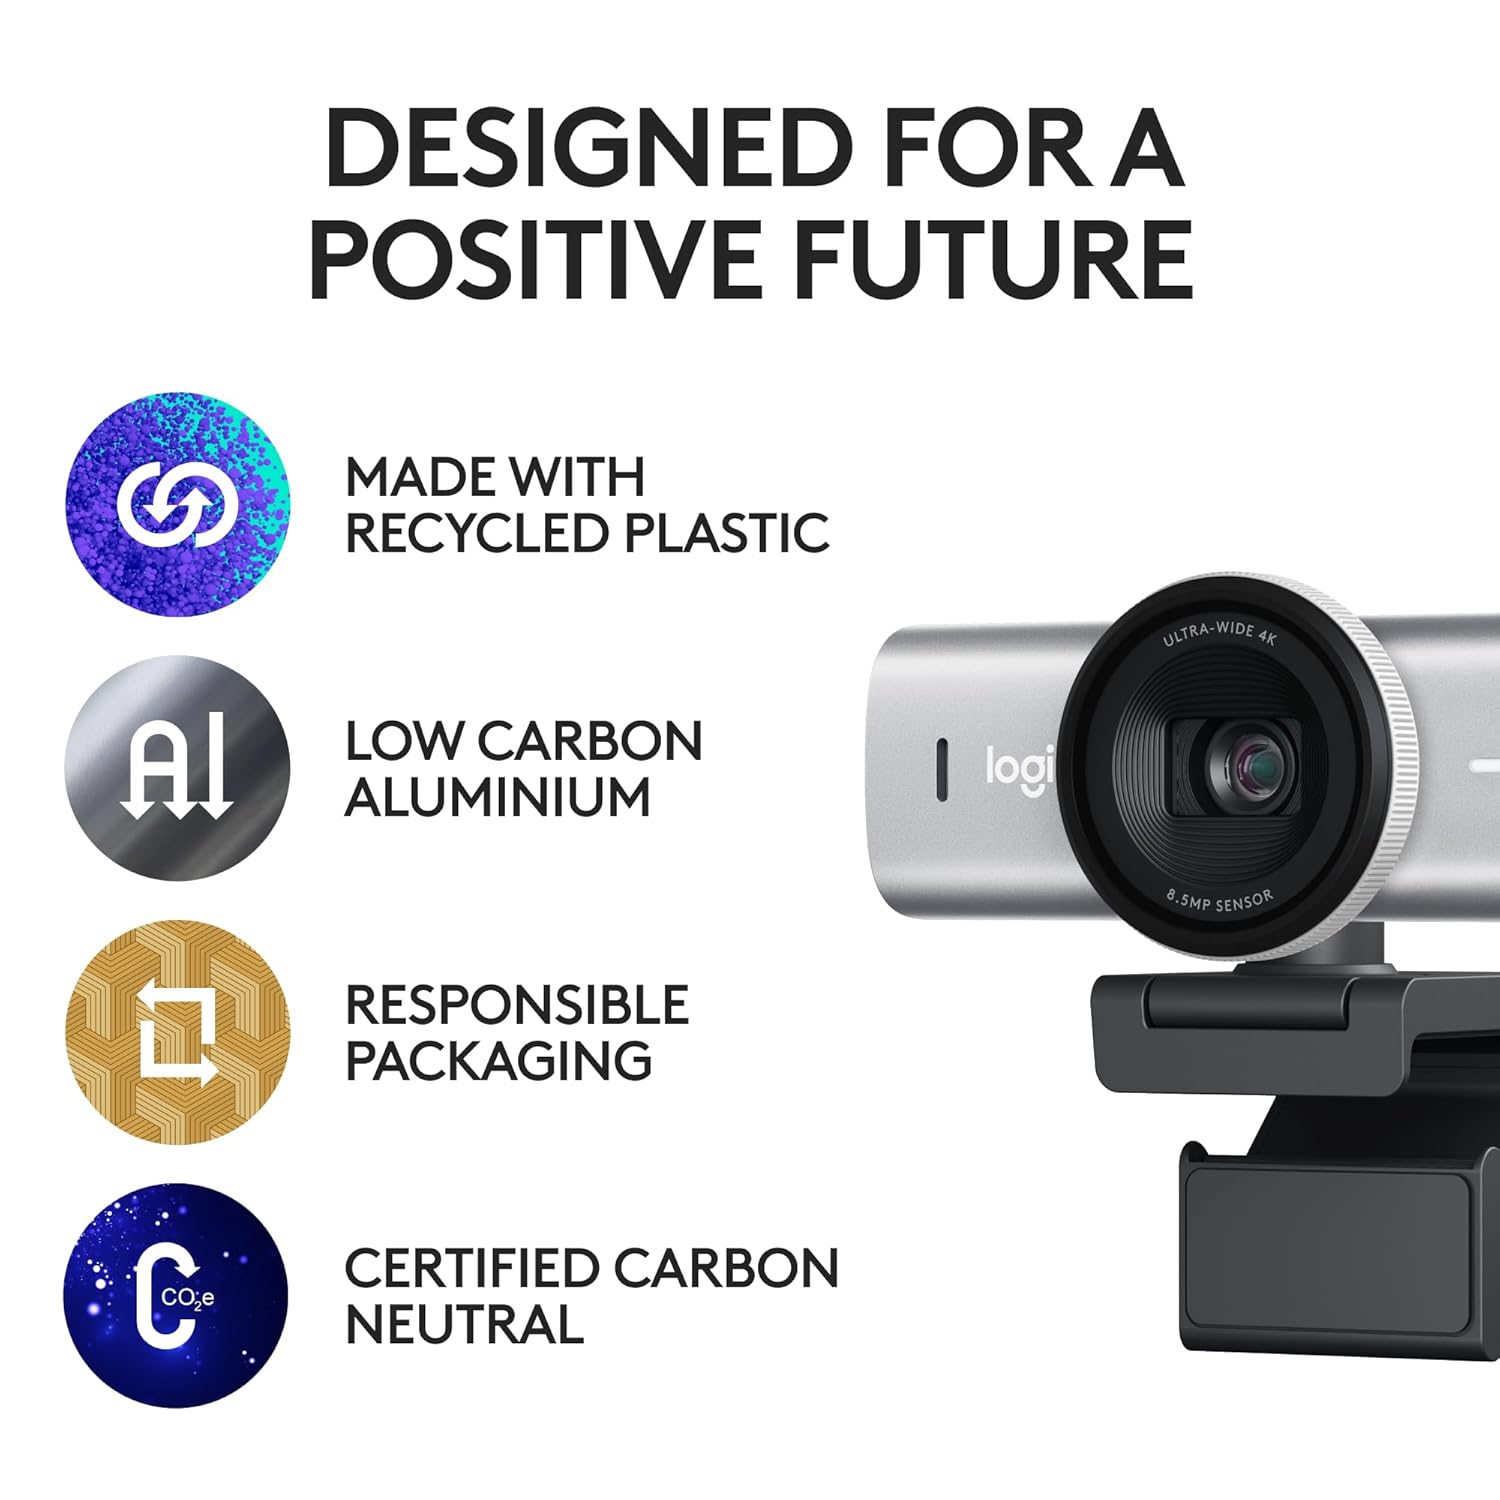 DESIGNED FOR A
POSITIVE FUTURE
MADE WITH
RECYCLED PLASTIC
Al
LOW CARBON
ALUMINIUM
RESPONSIBLE
PACKAGING
CO₂e
CERTIFIED CARBON
NEUTRAL
ULTRA-WIDE 4K
logi
8.5MP SENSOR